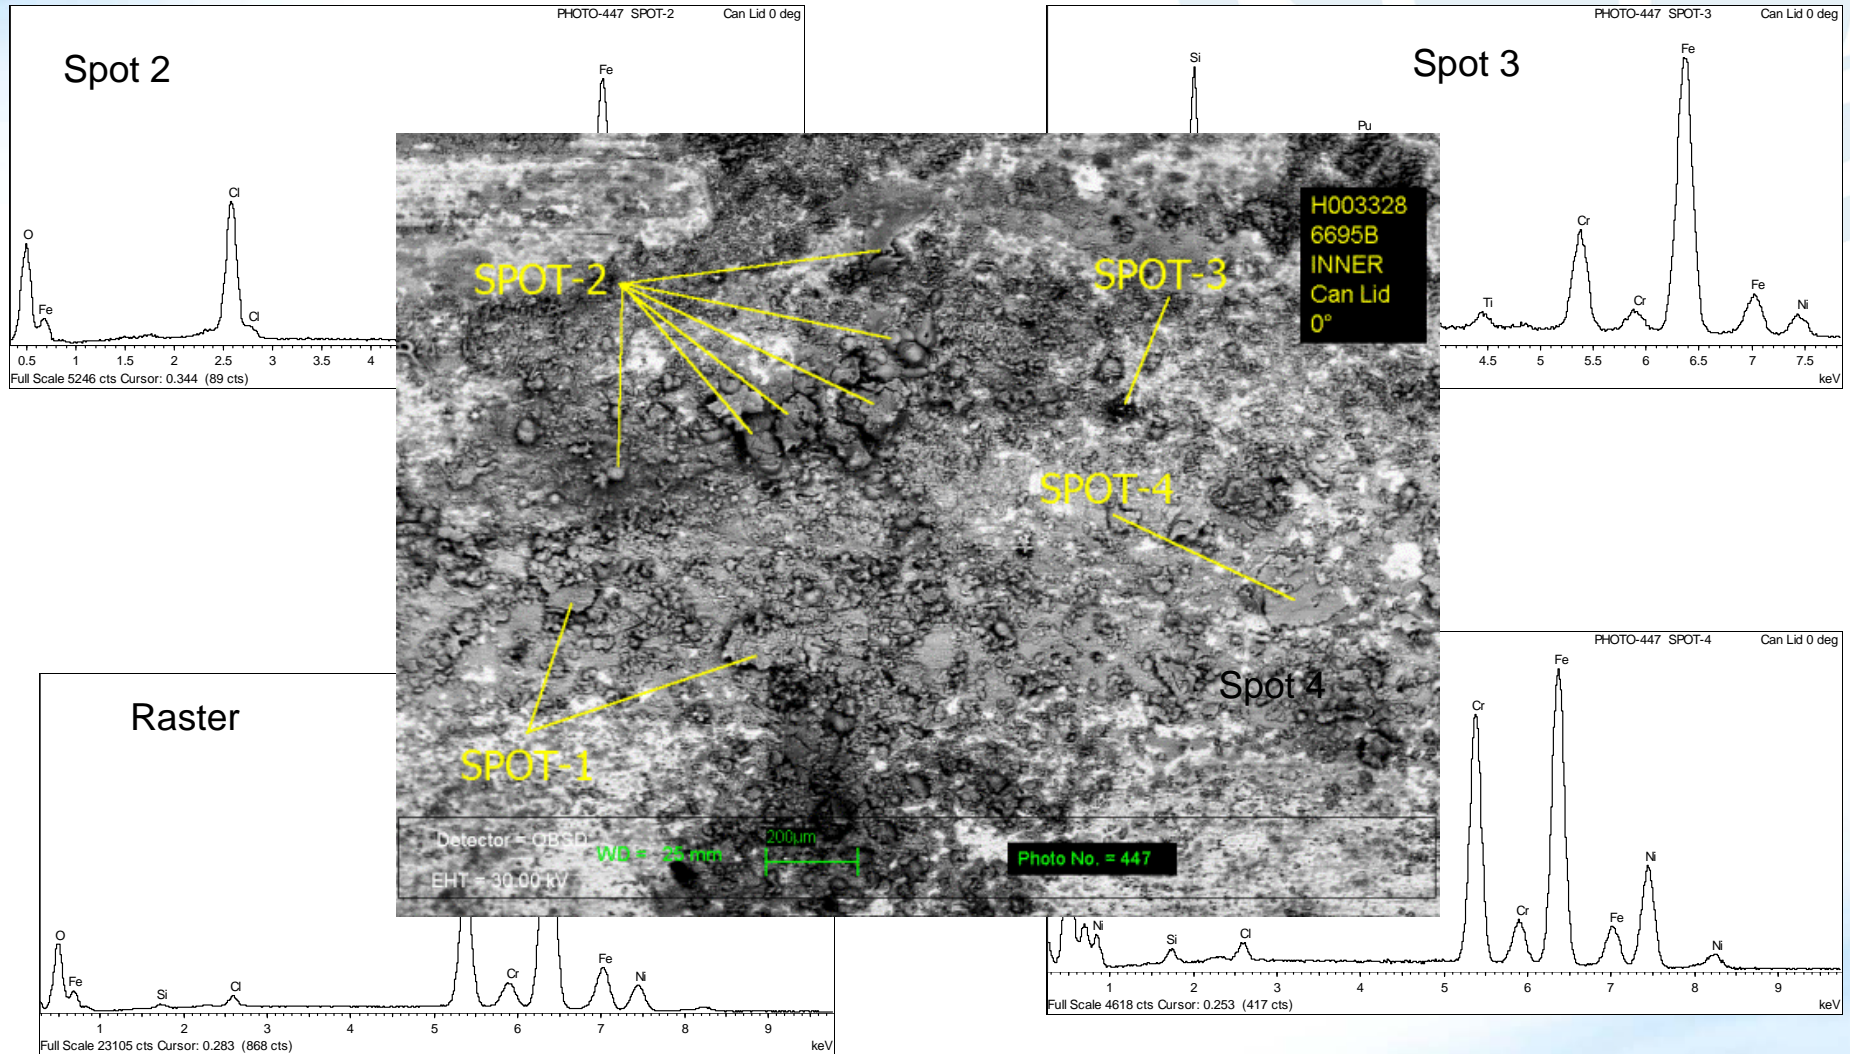 PHOTO-447 SPOT-2 Can Lid 0 deg
Spot 2
Fe
Cl
O
Fe
Cl
0.5 1 1.5 2 2.5 3 3.5 4
Full Scale 5246 cts Cursor: 0.344 (89 cts)
PHOTO-447 SPOT-3 Can Lid 0 deg
Spot 3
Si
Fe
Pu
Cr
Ti
Cr
Fe
Ni
4.5 5 5.5 6 6.5 7 7.5
keV
H003328
6695B
INNER
Can Lid
0°
SPOT-2
SPOT-3
SPOT-4
SPOT-1
Spot 4
Detector = OBSD
WD = 25 mm
EHT = 30.00 kV
200µm
Photo No. = 447
Raster
O
Fe
Si
Cl
Cr
Fe
Ni
1 2 3 4 5 6 7 8 9
keV
Full Scale 23105 cts Cursor: 0.283 (868 cts)
PHOTO-447 SPOT-4 Can Lid 0 deg
Fe
Cr
Ni
Cr
Fe
Ni
Si
Cl
Ni
1 2 3 4 5 6 7 8 9
keV
Full Scale 4618 cts Cursor: 0.253 (417 cts)